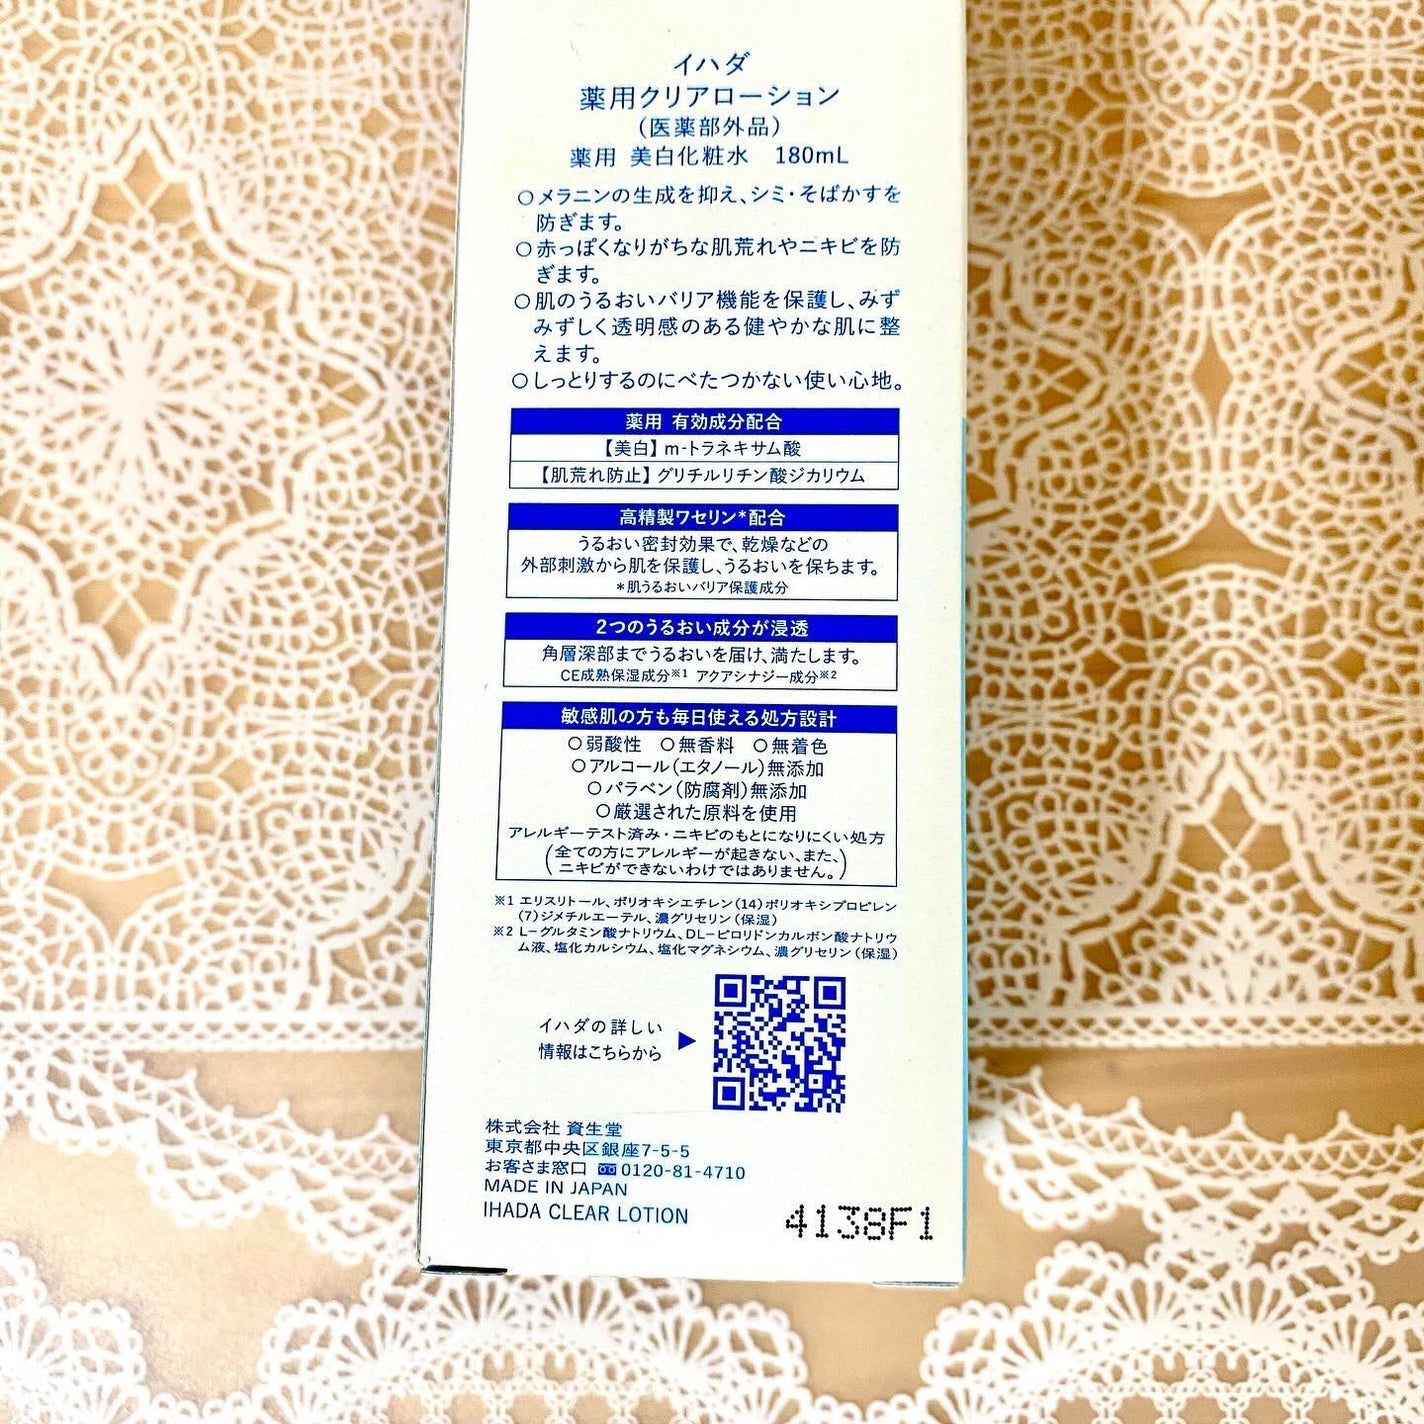 イハダ
薬用クリアローション
（医薬部外品）
薬用 美白化粧水 180mL
○メラニンの生成を抑え、シミ・そばかすを
防ぎます。
○赤っぽくなりがちな肌荒れやニキビを防
ぎます。
○肌のうるおいバリア機能を保護し、みず
みずしく透明感のある健やかな肌に整
えます。
○しっとりするのにべたつかない使い心地。
薬用 有効成分配合
【美白】m-トラネキサム酸
【肌荒れ防止】グリチルリチン酸ジカリウム
高精製ワセリン*配合
うるおい密封効果で、乾燥などの
外部刺激から肌を保護し、うるおいを保ちます。
*肌うるおいバリア保護成分
2つのうるおい成分が浸透
角層深部までうるおいを届け、満たします。
CE成熟保湿成分※1 アクアシナジー成分※2
敏感肌の方も毎日使える処方設計
○弱酸性 ○無香料 ○無着色
○アルコール（エタノール）無添加
○パラベン（防腐剤）無添加
○厳選された原料を使用
アレルギーテスト済み・ニキビのもとになりにくい処方
（全ての方にアレルギーが起きない、また、
ニキビができないわけではありません。）
※1 エリスリトール、ポリオキシエチレン（14）ポリオキシプロピレン
（7）ジメチルエーテル、濃グリセリン（保湿）
※2 L-グルタミン酸ナトリウム、DL-ピロリドンカルボン酸ナトリウ
ム液、塩化カルシウム、塩化マグネシウム、濃グリセリン（保湿）
イハダの詳しい
情報はこちらから
株式会社 資生堂
東京都中央区銀座7-5-5
お客さま窓口 0120-81-4710
MADE IN JAPAN
IHADA CLEAR LOTION
4138F1